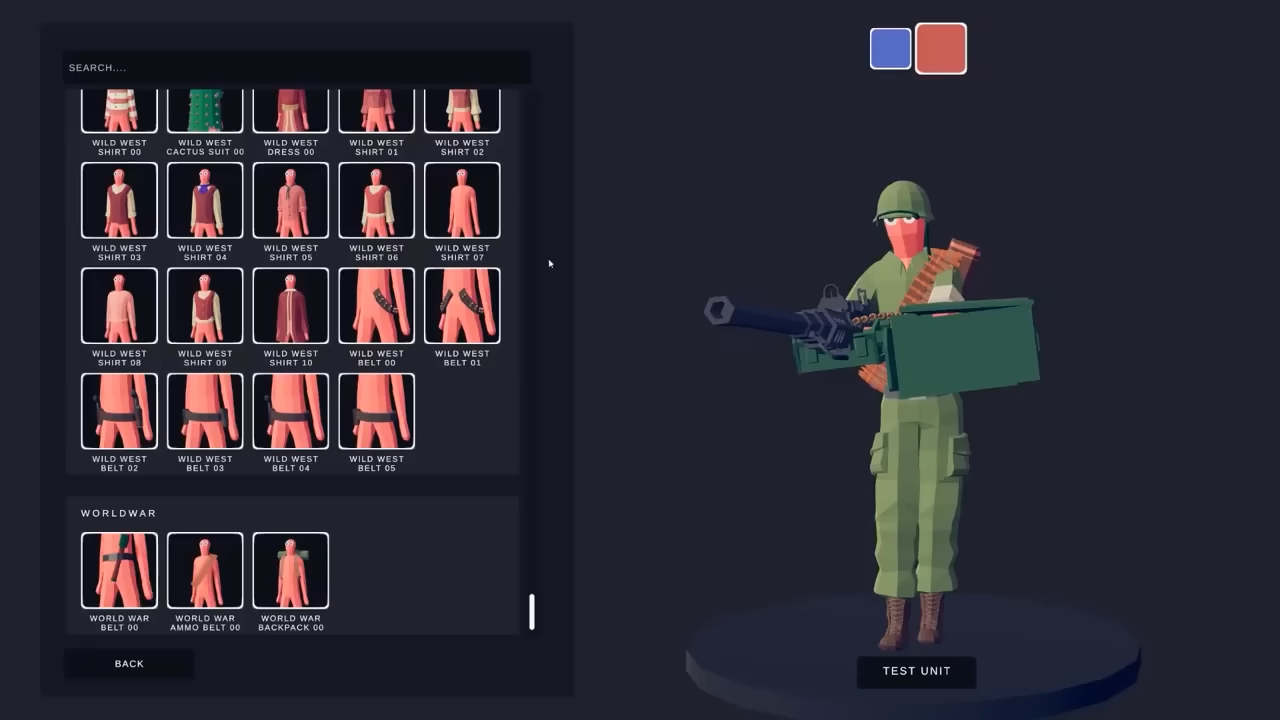 SEARCH....
WILD WEST SHIRT 00
WILD WEST CACTUS SUIT 00
WILD WEST DRESS 00
WILD WEST SHIRT 01
WILD WEST SHIRT 02
WILD WEST SHIRT 03
WILD WEST SHIRT 04
WILD WEST SHIRT 05
WILD WEST SHIRT 06
WILD WEST SHIRT 07
WILD WEST SHIRT 08
WILD WEST SHIRT 09
WILD WEST SHIRT 10
WILD WEST BELT 00
WILD WEST BELT 01
WILD WEST BELT 02
WILD WEST BELT 03
WILD WEST BELT 04
WILD WEST BELT 05
WORLDWAR
WORLD WAR BELT 00
WORLD WAR AMMO BELT 00
WORLD WAR BACKPACK 00
BACK
TEST UNIT